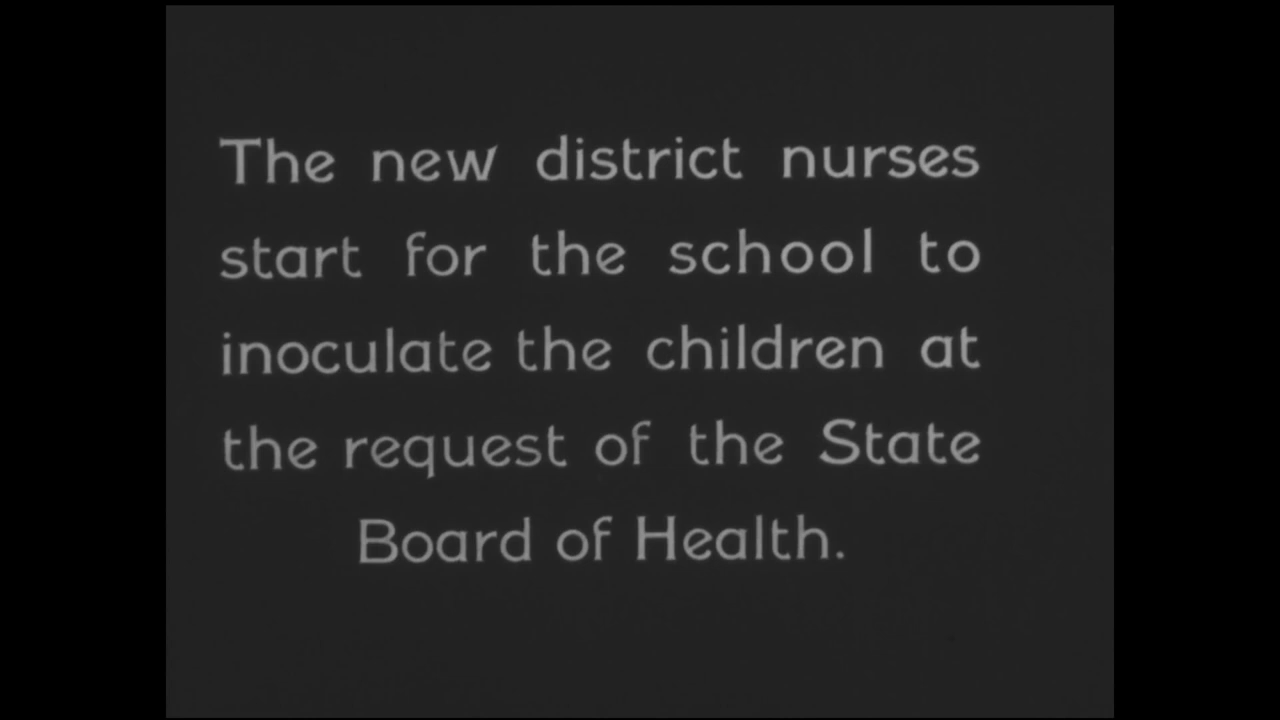 The new district nurses
start for the school to
inoculate the children at
the request of the State
Board of Health.